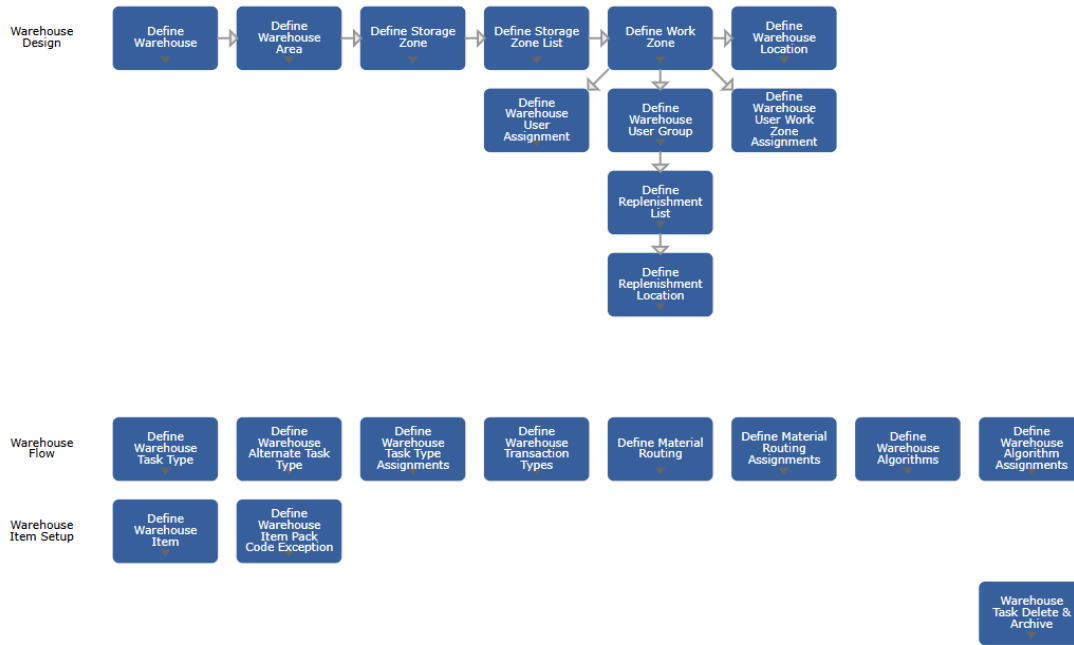 Warehouse
Design
Define
Warehouse
Define
Warehouse
Area
Define Storage
Zone
Define Storage
Zone List
Define Work
Zone
Define
Warehouse
Location
Define
Warehouse
User
Assignment
Define
Warehouse
User Group
Define
Warehouse
User Work
Zone
Assignment
Define
Replenishment
List
Define
Replenishment
Location
Warehouse
Flow
Define
Warehouse
Task Type
Define
Warehouse
Alternate Task
Type
Define
Warehouse
Task Type
Assignments
Define
Warehouse
Transaction
Types
Define Material
Routing
Define Material
Routing
Assignments
Define
Warehouse
Algorithms
Define
Warehouse
Algorithm
Assignments
Warehouse
Item Setup
Define
Warehouse
Item
Define
Warehouse
Item Pack
Code Exception
Warehouse
Task Delete &
Archive